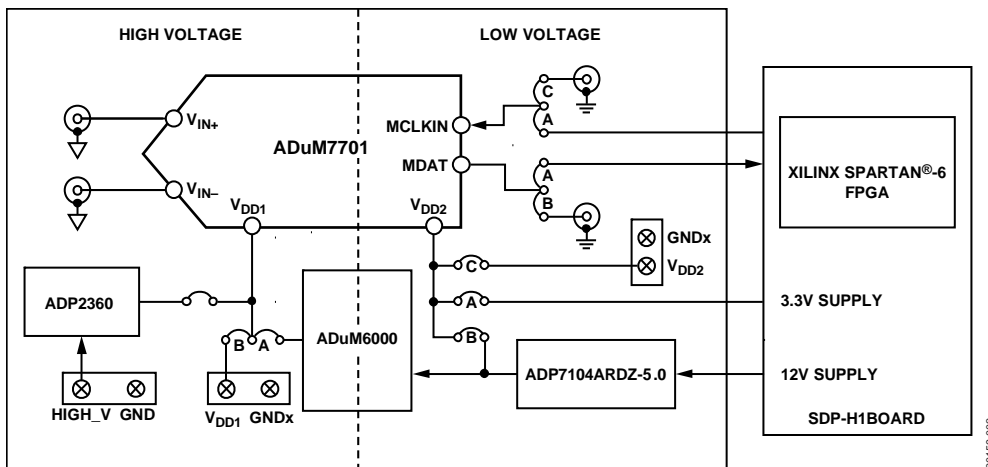 HIGH VOLTAGE
LOW VOLTAGE
VIN+
VIN–
ADuM7701
MCLKIN
MDAT
VDD1
VDD2
C
A
A
B
XILINX SPARTAN®-6
FPGA
GNDx
VDD2
C
A
B
3.3V SUPPLY
12V SUPPLY
SDP-H1BOARD
ADP2360
B
A
ADuM6000
ADP7104ARDZ-5.0
HIGH_V
GND
VDD1
GNDx